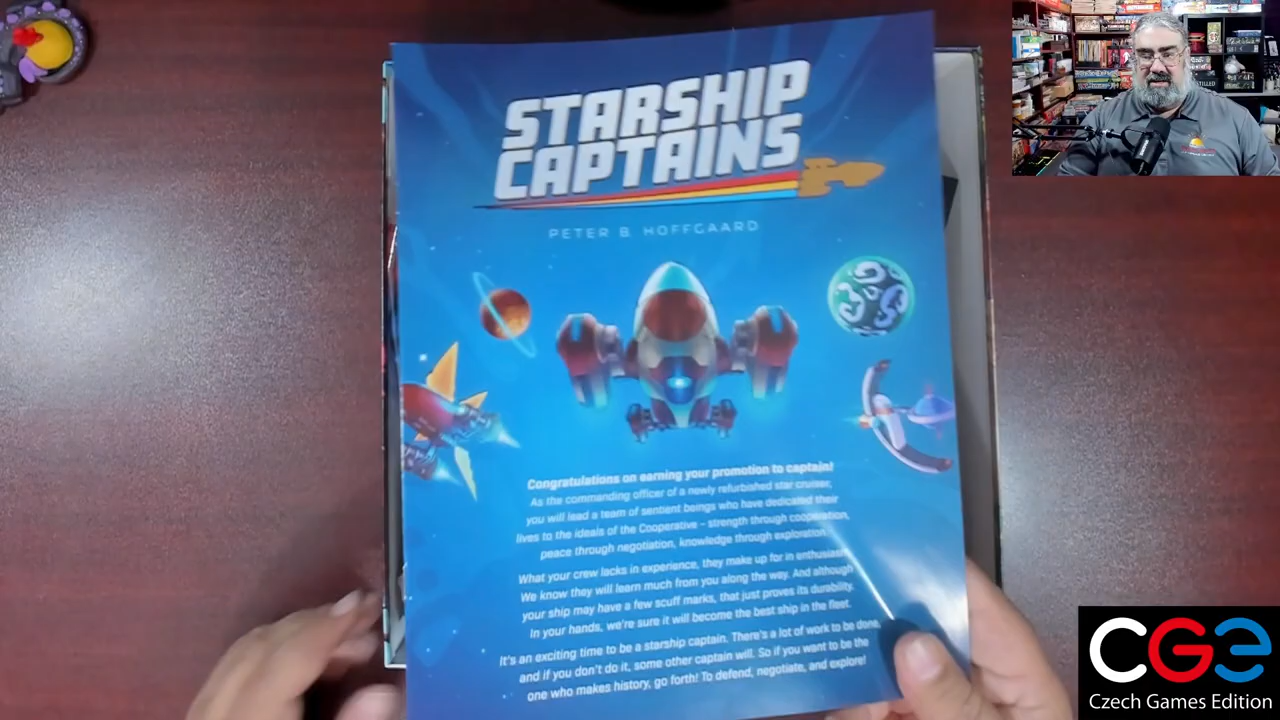 STARSHIP
CAPTAINS
PETER B. HOFFGAARD
Congratulations on earning your promotion to captain!
As the commanding officer of a newly refurbished star cruiser,
you will lead a team of sentient beings who have dedicated their
lives to the ideals of the Cooperative – strength through cooperation,
peace through negotiation, knowledge through exploration.
What your crew lacks in experience, they make up for in enthusiasm.
We know they will learn much from you along the way. And although
your ship may have a few scuff marks, that just proves its durability.
In your hands, we're sure it will become the best ship in the fleet.
It's an exciting time to be a starship captain. There's a lot of work to be done,
and if you don't do it, some other captain will. So if you want to be the
one who makes history, go forth! To defend, negotiate, and explore!
CGE
Czech Games Edition